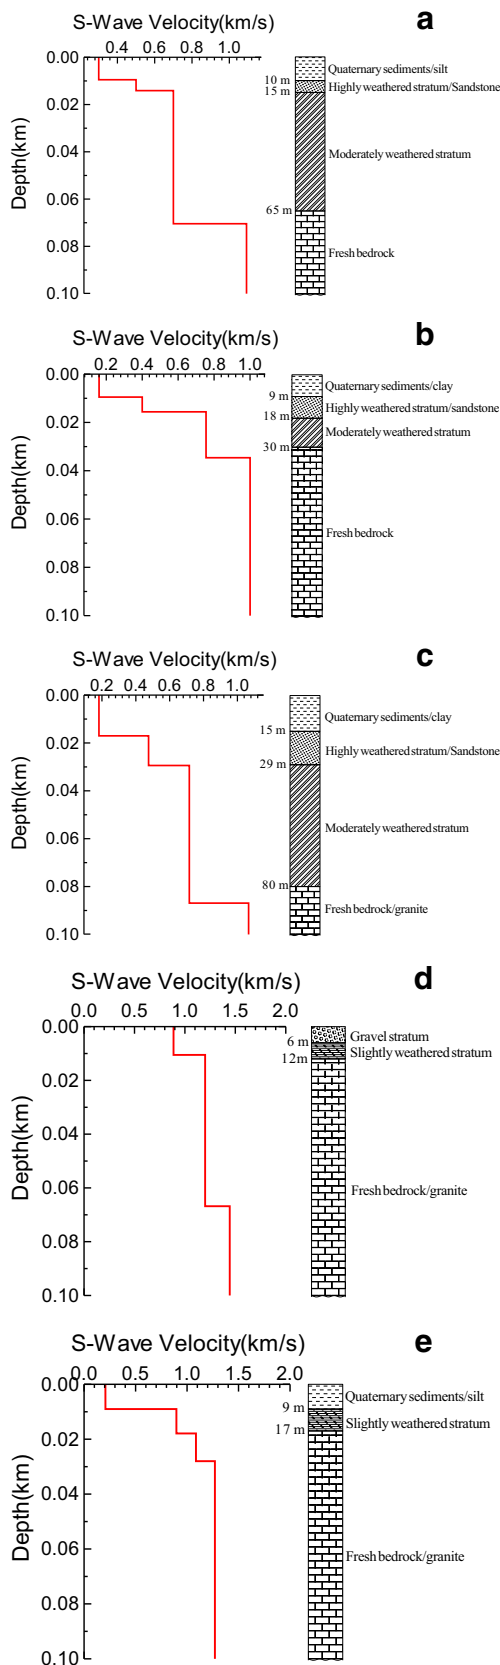 S-Wave Velocity(km/s)
a
0.4 0.6 0.8 1.0
0.00
0.02
0.04
0.06
0.08
0.10
Depth(km)
Quaternary sediments/silt
10 m
Highly weathered stratum/Sandstone
15 m
Moderately weathered stratum
65 m
Fresh bedrock
S-Wave Velocity(km/s)
b
0.2 0.4 0.6 0.8 1.0
0.00
0.02
0.04
0.06
0.08
0.10
Depth(km)
Quaternary sediments/clay
9 m
Highly weathered stratum/sandstone
18 m
Moderately weathered stratum
30 m
Fresh bedrock
S-Wave Velocity(km/s)
c
0.2 0.4 0.6 0.8 1.0
0.00
0.02
0.04
0.06
0.08
0.10
Depth(km)
Quaternary sediments/clay
15 m
Highly weathered stratum/Sandstone
29 m
Moderately weathered stratum
80 m
Fresh bedrock/granite
S-Wave Velocity(km/s)
d
0.0 0.5 1.0 1.5 2.0
0.00
0.02
0.04
0.06
0.08
0.10
Depth(km)
Gravel stratum
6 m
Slightly weathered stratum
12m
Fresh bedrock/granite
S-Wave Velocity(km/s)
e
0.0 0.5 1.0 1.5 2.0
0.00
0.02
0.04
0.06
0.08
0.10
Depth(km)
Quaternary sediments/silt
9 m
Slightly weathered stratum
17 m
Fresh bedrock/granite